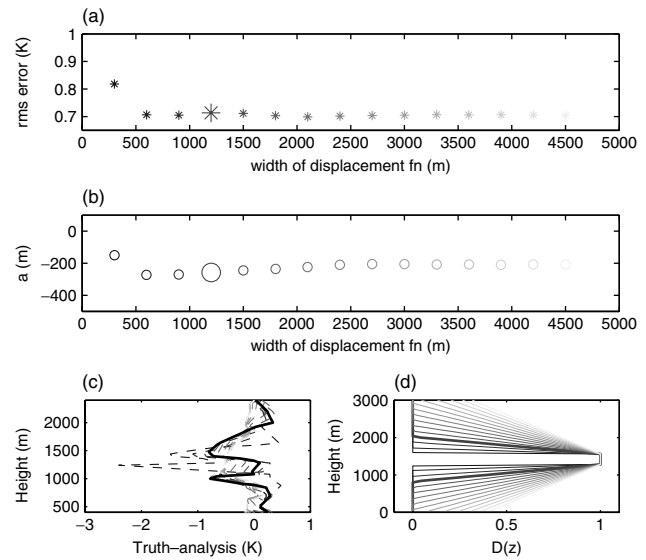 (a)
1
0.9
0.8
0.7
rms error (K)
0 500 1000 1500 2000 2500 3000 3500 4000 4500 5000
width of displacement fn (m)
(b)
0
−200
−400
a (m)
0 500 1000 1500 2000 2500 3000 3500 4000 4500 5000
width of displacement fn (m)
(c)
2000
1500
1000
500
Height (m)
−3 −2 −1 0 1
Truth−analysis (K)
(d)
3000
2000
1000
0
Height (m)
0 0.5 1
D(z)